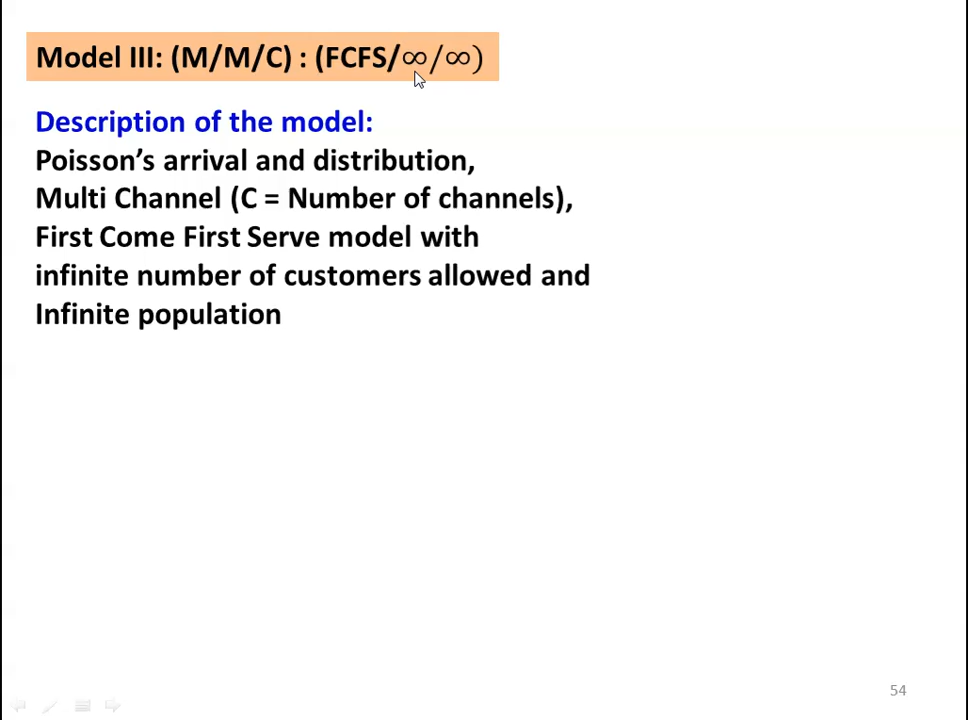 Model III: (M/M/C) : (FCFS/∞/∞)
Description of the model:
Poisson’s arrival and distribution,
Multi Channel (C = Number of channels),
First Come First Serve model with
infinite number of customers allowed and
Infinite population
54